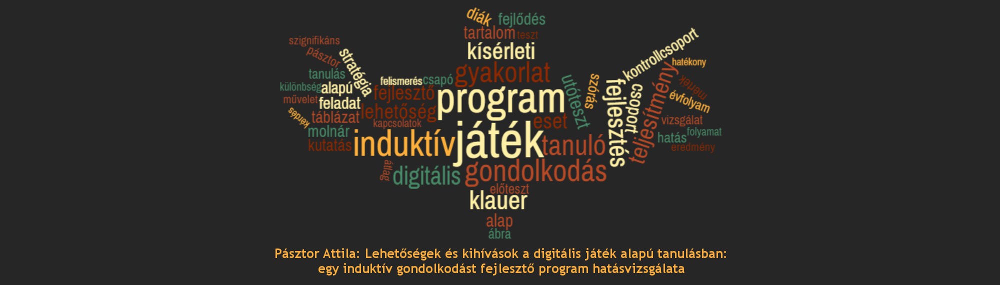 diák
fejlődés
tartalom
teszt
szignifikáns
pásztor
stratégia
kísérleti
kontrollcsoport
hatékony
gyakorlat
tanulás
felismerés
csapó
utóteszt
szórás
fejlesztés
csoport
teljesítmény
mérték
különbség
alapú
fejlesztő
program
évfolyam
művelet
feladat
lehetőség
kérdés
táblázat
kapcsolatok
eset
vizsgálat
molnár
induktív
játék
tanuló
hatás
folyamat
kutatás
eredmény
átlag
digitális
gondolkodás
előteszt
klauer
alap
ábra
Pásztor Attila: Lehetőségek és kihívások a digitális játék alapú tanulásban:
egy induktív gondolkodást fejlesztő program hatásvizsgálata